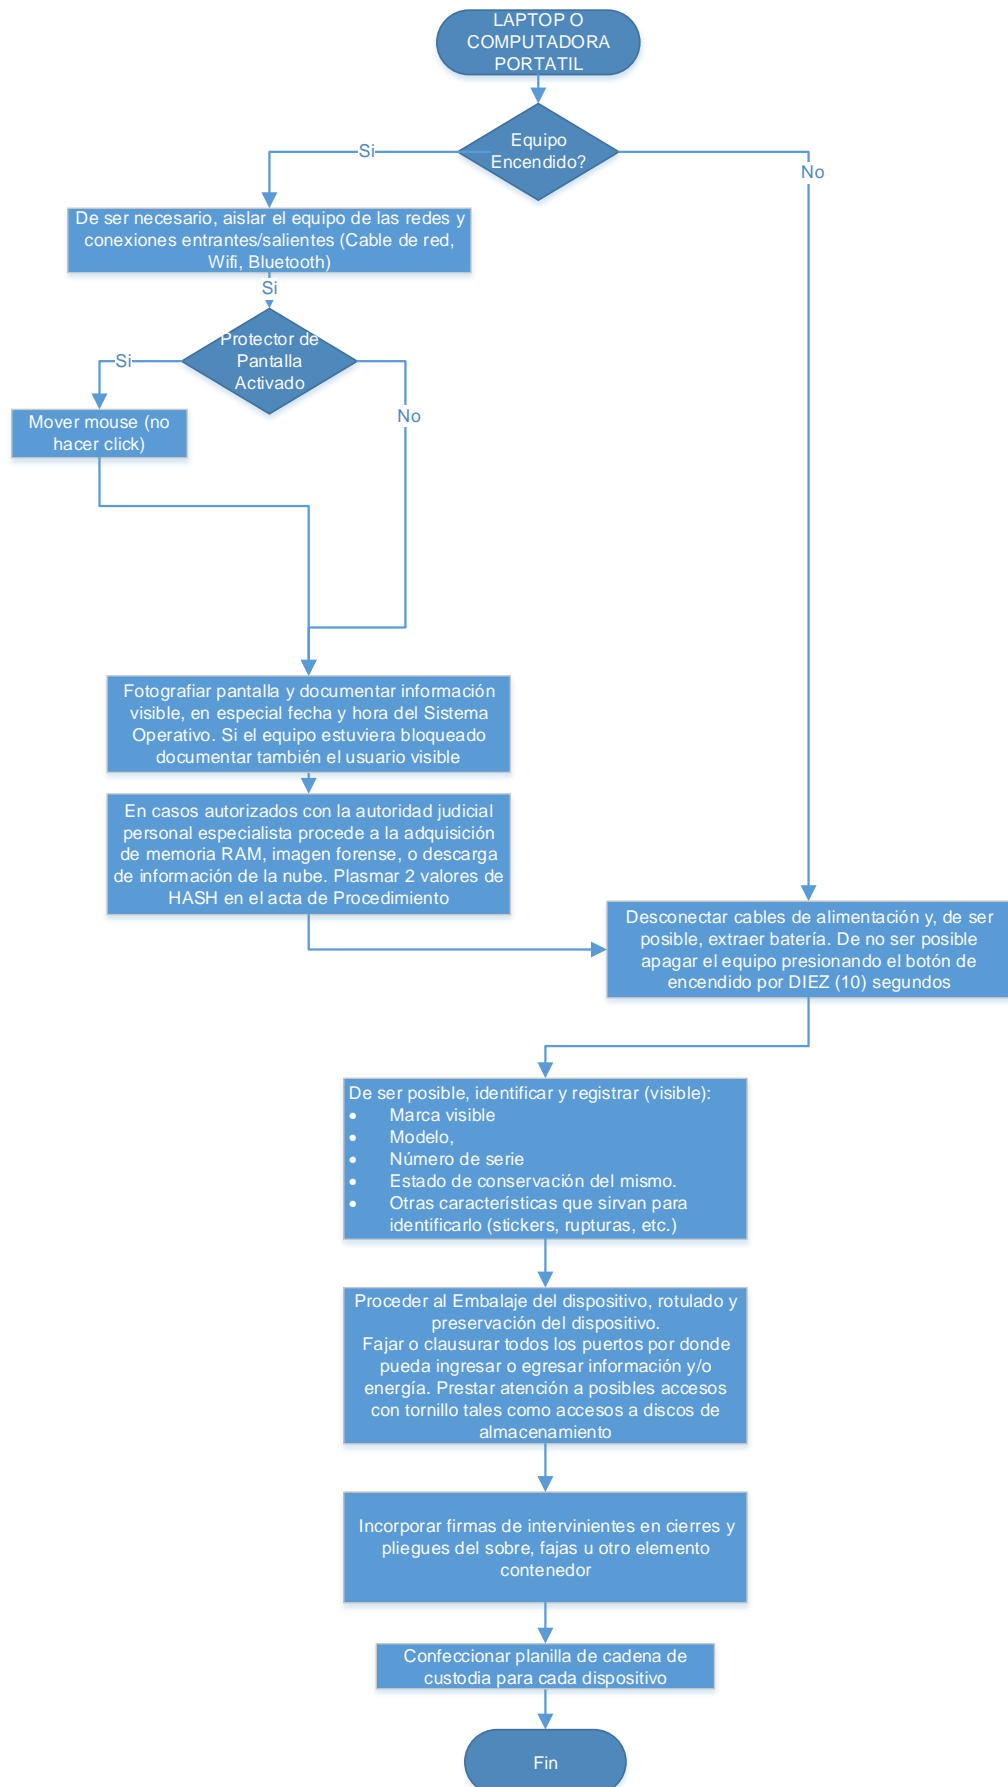 LAPTOP O
COMPUTADORA
PORTATIL
Equipo
Encendido?
Si
No
De ser necesario, aislar el equipo de las redes y
conexiones entrantes/salientes (Cable de red,
Wifi, Bluetooth)
Si
Protector de
Pantalla
Activado
Si
No
Mover mouse (no
hacer click)
Fotografiar pantalla y documentar información
visible, en especial fecha y hora del Sistema
Operativo. Si el equipo estuviera bloqueado
documentar también el usuario visible
En casos autorizados con la autoridad judicial
personal especialista procede a la adquisición
de memoria RAM, imagen forense, o descarga
de información de la nube. Plasmar 2 valores de
HASH en el acta de Procedimiento
Desconectar cables de alimentación y, de ser
posible, extraer batería. De no ser posible
apagar el equipo presionando el botón de
encendido por DIEZ (10) segundos
De ser posible, identificar y registrar (visible):
• Marca visible
• Modelo,
• Número de serie
• Estado de conservación del mismo.
• Otras características que sirvan para
identificarlo (stickers, rupturas, etc.)
Proceder al Embalaje del dispositivo, rotulado y
preservación del dispositivo.
Fajar o clausurar todos los puertos por donde
pueda ingresar o egresar información y/o
energía. Prestar atención a posibles accesos
con tornillo tales como accesos a discos de
almacenamiento
Incorporar firmas de intervinientes en cierres y
pliegues del sobre, fajas u otro elemento
contenedor
Confeccionar planilla de cadena de
custodia para cada dispositivo
Fin